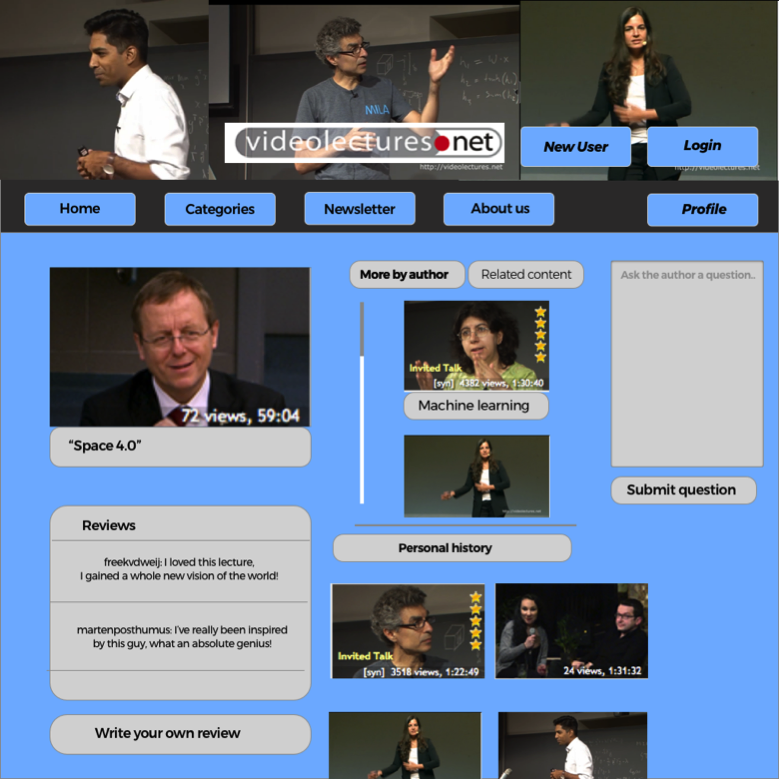 MILA
videolectures.net
http://videolectures.net
New User
Login
http://videolectures.net
Home
Categories
Newsletter
About us
Profile
72 views, 59:04
“Space 4.0”
Reviews
freekvdweij: I loved this lecture,
I gained a whole new vision of the world!
martenposthumus: I've really been inspired
by this guy, what an absolute genius!
Write your own review
More by author
Related content
Invited Talk
[syn] 4382 views, 1:30:40
Machine learning
Personal history
Invited Talk
[syn] 3518 views, 1:22:49
24 views, 1:31:32
Ask the author a question..
Submit question